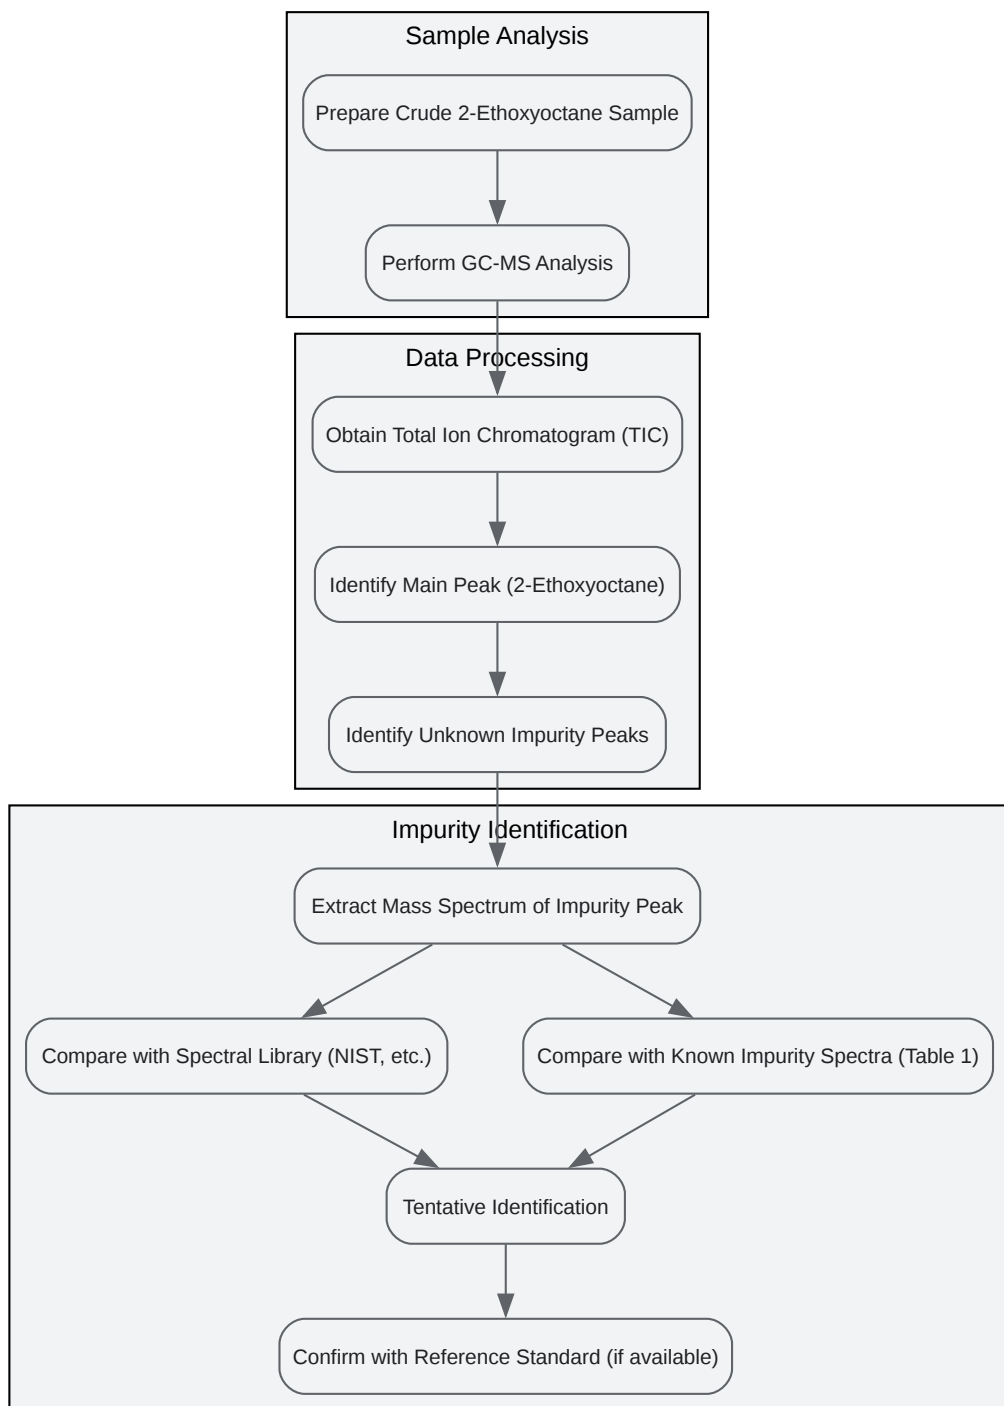 Sample Analysis
Prepare Crude 2-Ethoxyoctane Sample
Perform GC-MS Analysis
Data Processing
Obtain Total Ion Chromatogram (TIC)
Identify Main Peak (2-Ethoxyoctane)
Identify Unknown Impurity Peaks
Impurity Identification
Extract Mass Spectrum of Impurity Peak
Compare with Spectral Library (NIST, etc.)
Compare with Known Impurity Spectra (Table 1)
Tentative Identification
Confirm with Reference Standard (if available)